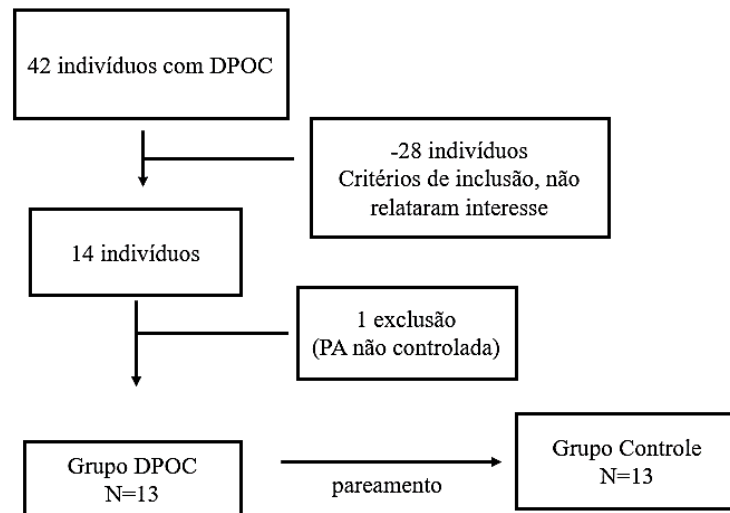 42 indivíduos com DPOC
-28 indivíduos
Critérios de inclusão, não
relataram interesse
14 indivíduos
1 exclusão
(PA não controlada)
Grupo DPOC
N=13
pareamento
Grupo Controle
N=13